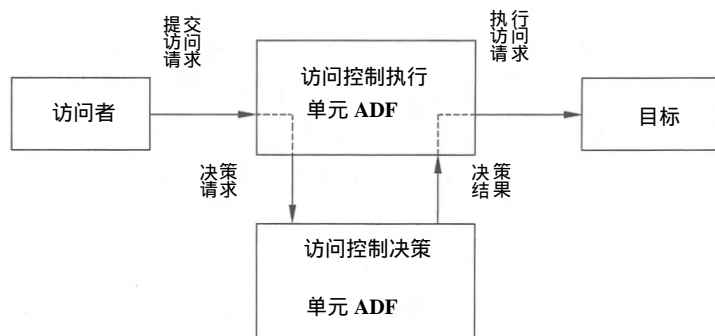 提交
访问
请求
执行
访问
请求
访问者
访问控制执行
单元 ADF
目标
决策
请求
决策
结果
访问控制决策
单元 ADF